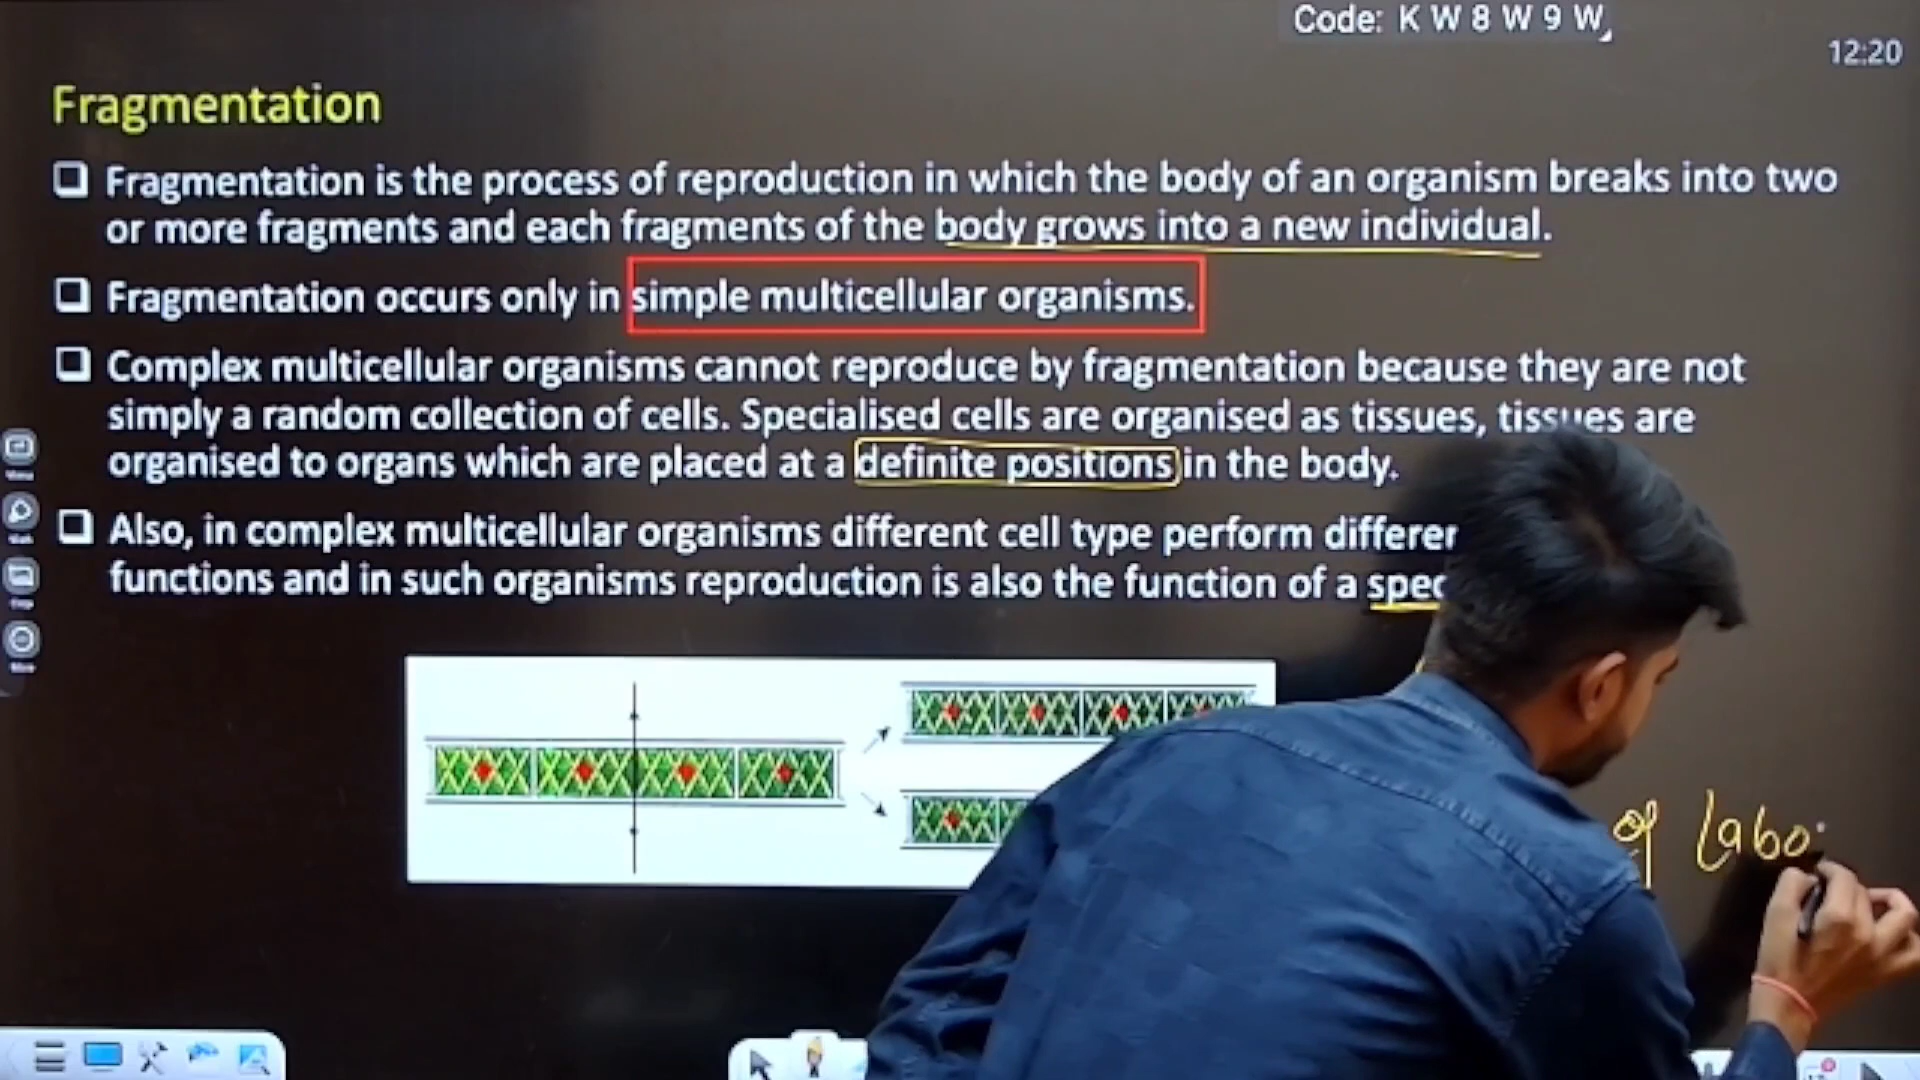 Code: K W 8 W 9 W
12:20
Fragmentation
Fragmentation is the process of reproduction in which the body of an organism breaks into two
or more fragments and each fragments of the body grows into a new individual.
Fragmentation occurs only in simple multicellular organisms.
Complex multicellular organisms cannot reproduce by fragmentation because they are not
simply a random collection of cells. Specialised cells are organised as tissues, tissues are
organised to organs which are placed at a definite positions in the body.
Also, in complex multicellular organisms different cell type perform differen
functions and in such organisms reproduction is also the function of a spec
of Labo